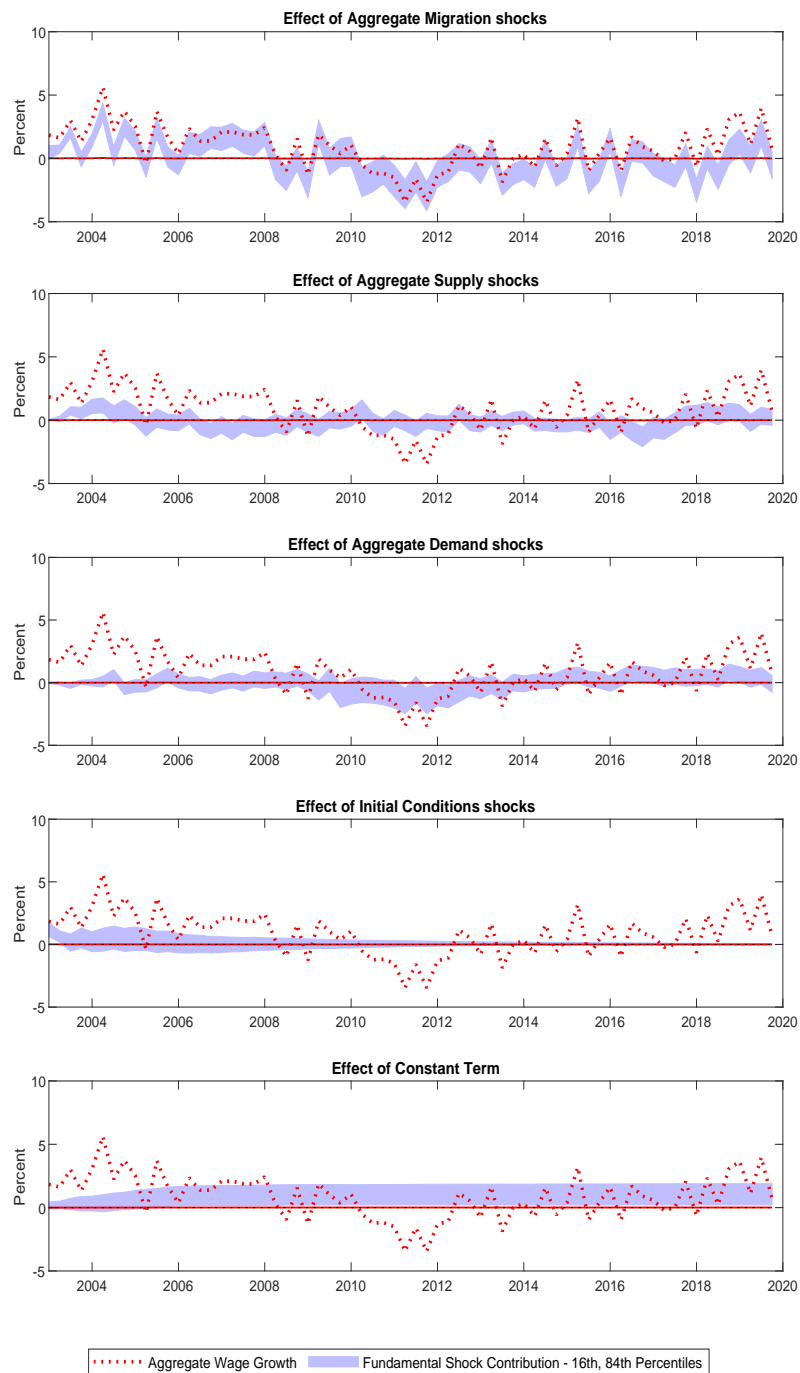 Effect of Aggregate Migration shocks
10
5
0
-5
Percent
2004 2006 2008 2010 2012 2014 2016 2018 2020
Effect of Aggregate Supply shocks
10
5
0
-5
Percent
2004 2006 2008 2010 2012 2014 2016 2018 2020
Effect of Aggregate Demand shocks
10
5
0
-5
Percent
2004 2006 2008 2010 2012 2014 2016 2018 2020
Effect of Initial Conditions shocks
10
5
0
-5
Percent
2004 2006 2008 2010 2012 2014 2016 2018 2020
Effect of Constant Term
10
5
0
-5
Percent
2004 2006 2008 2010 2012 2014 2016 2018 2020
Aggregate Wage Growth Fundamental Shock Contribution - 16th, 84th Percentiles